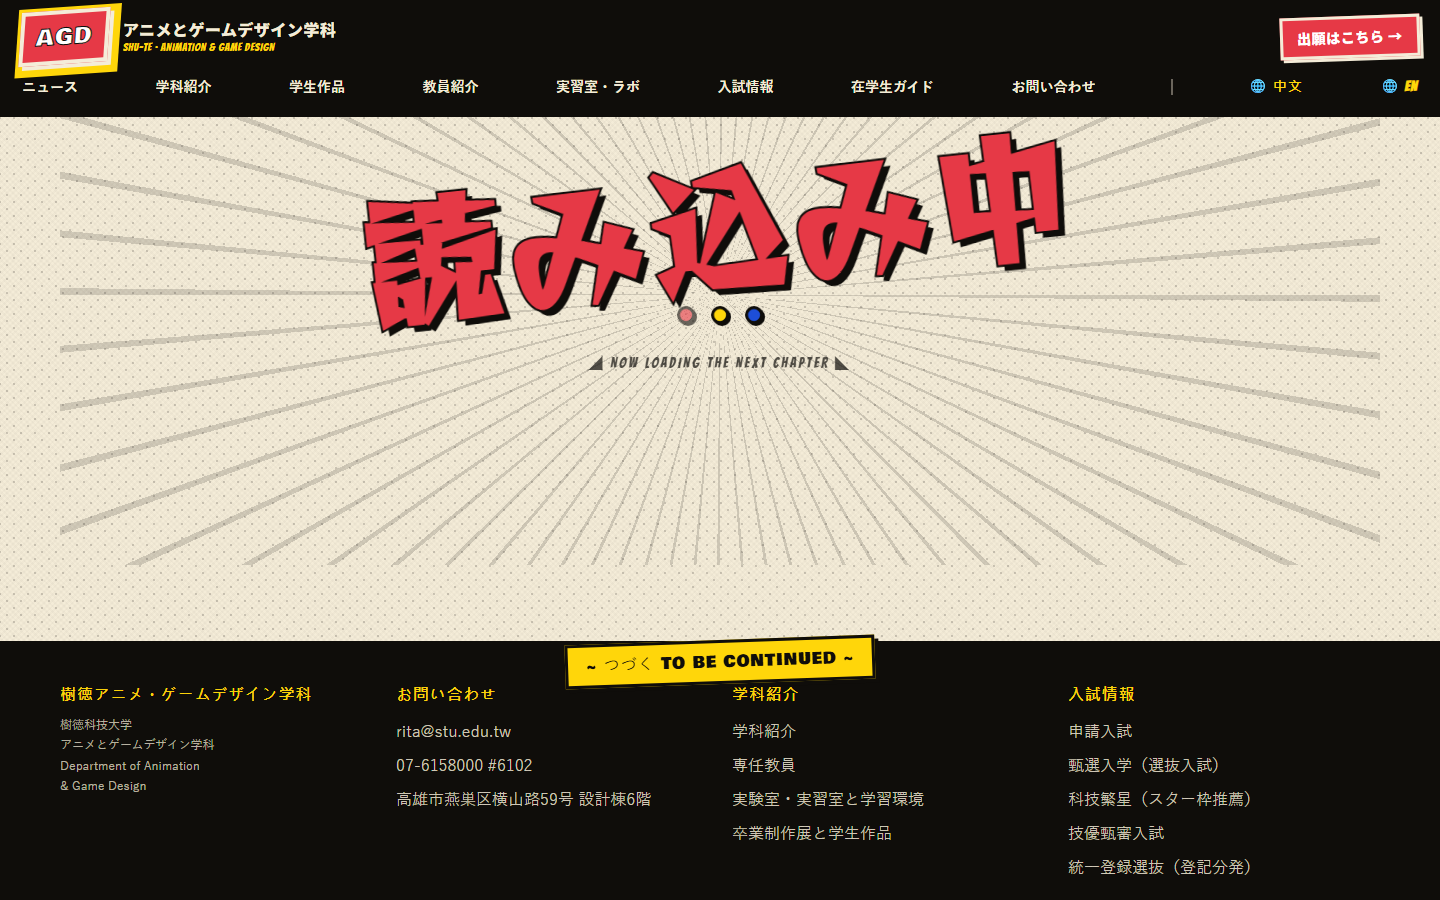 AGD
アニメとゲームデザイン学科
SHU-TE · ANIMATION & GAME DESIGN
出願はこちら →
ニュース 学科紹介 学生作品 教員紹介 実習室・ラボ 入試情報 在学生ガイド お問い合わせ | 中文 EN
読み込み中
NOW LOADING THE NEXT CHAPTER
~ つづく TO BE CONTINUED ~
樹徳アニメ・ゲームデザイン学科
樹徳科技大学
アニメとゲームデザイン学科
Department of Animation
& Game Design
お問い合わせ
rita@stu.edu.tw
07-6158000 #6102
高雄市燕巣区横山路59号 設計棟6階
学科紹介
学科紹介
専任教員
実験室・実習室と学習環境
卒業制作展と学生作品
入試情報
申請入試
甄選入学（選抜入試）
科技繁星（スター枠推薦）
技優甄審入試
統一登録選抜（登記分発）